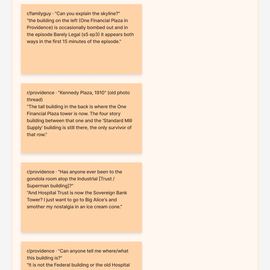 r/familyguy - "Can you explain the skyline?"
"the building on the left (One Financial Plaza in
Providence) is occasionally bombed out and in
the episode Barely Legal (s5 ep3) it appears both
ways in the first 15 minutes of the episode."
r/providence - "Kennedy Plaza, 1910" (old photo
thread)
"The tall building in the back is where the One
Financial Plaza tower is now. The four story
building between that one and the 'Standard Mill
Supply' building is still there, the only survivor of
that row."
r/providence - "Has anyone ever been to the
gondola room atop the Industrial [Trust /
Superman building]?"
"And Hospital Trust is now the Sovereign Bank
Tower? I just want to go to Big Alice's and
smother my nostalgia in an ice cream cone."
r/providence - "Can anyone tell me where/what
this building is?"
"It is not the Federal building or the old Hospital